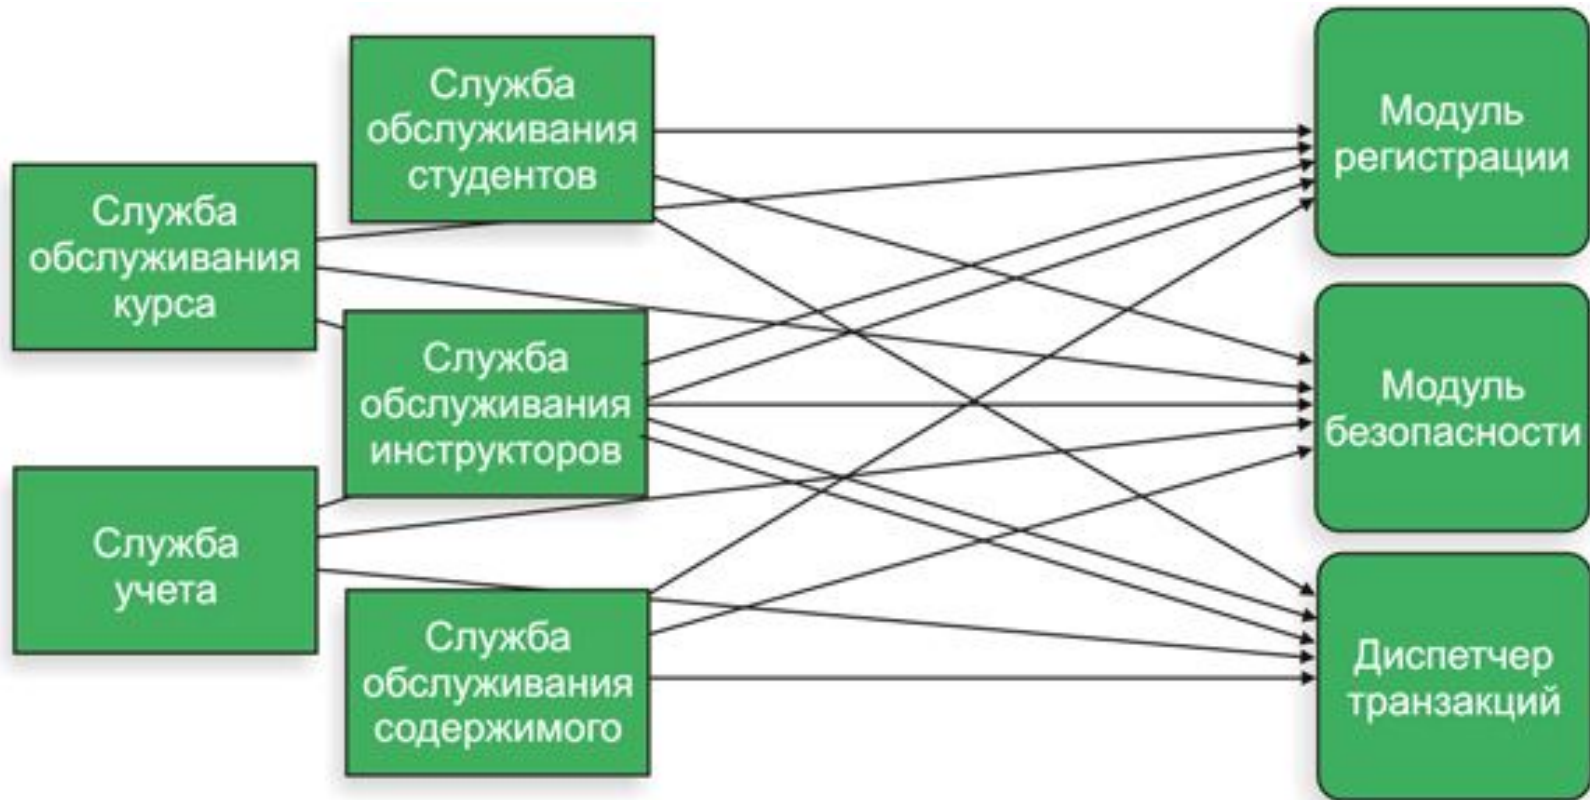 Служба
обслуживания
студентов
Служба
обслуживания
курса
Служба
обслуживания
инструкторов
Служба
учета
Служба
обслуживания
содержимого
Модуль
регистрации
Модуль
безопасности
Диспетчер
транзакций